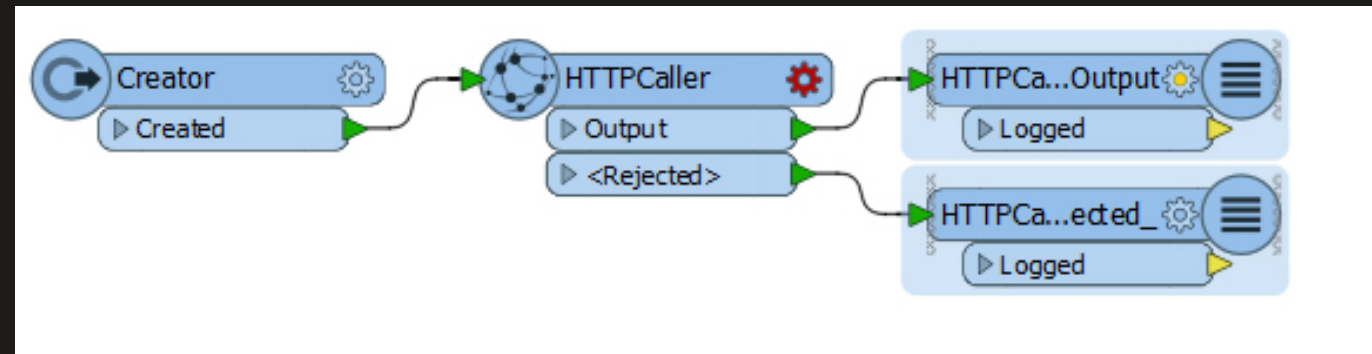 Creator
Created
HTTPCaller
Output
<Rejected>
HTTPCa...Output
Logged
HTTPCa...ected_
Logged